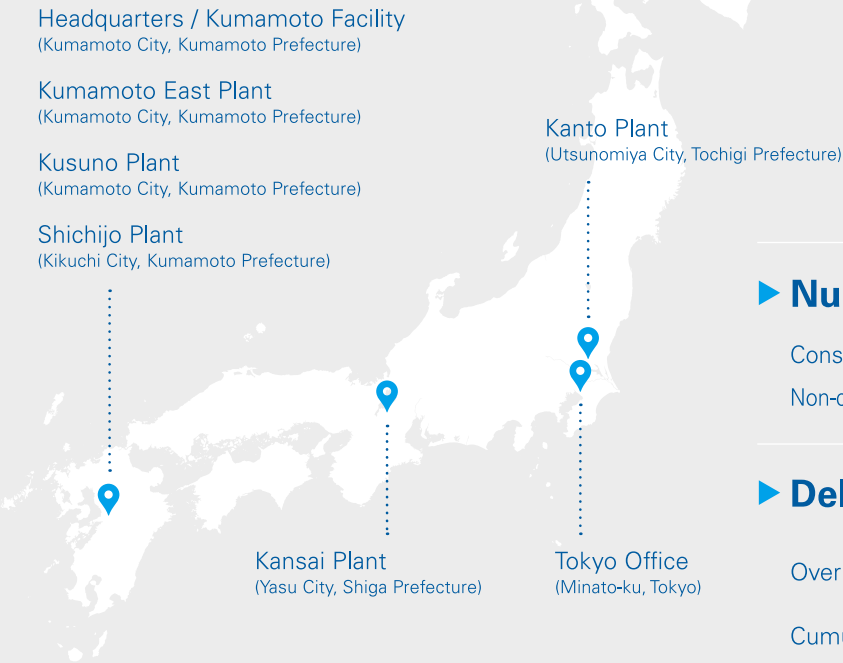 Headquarters / Kumamoto Facility
(Kumamoto City, Kumamoto Prefecture)
Kumamoto East Plant
(Kumamoto City, Kumamoto Prefecture)
Kusuno Plant
(Kumamoto City, Kumamoto Prefecture)
Shichijo Plant
(Kikuchi City, Kumamoto Prefecture)
Kanto Plant
(Utsunomiya City, Tochigi Prefecture)
Kansai Plant
(Yasu City, Shiga Prefecture)
Tokyo Office
(Minato-ku, Tokyo)
Nu
Cons
Non-c
Del
Over
Cumu